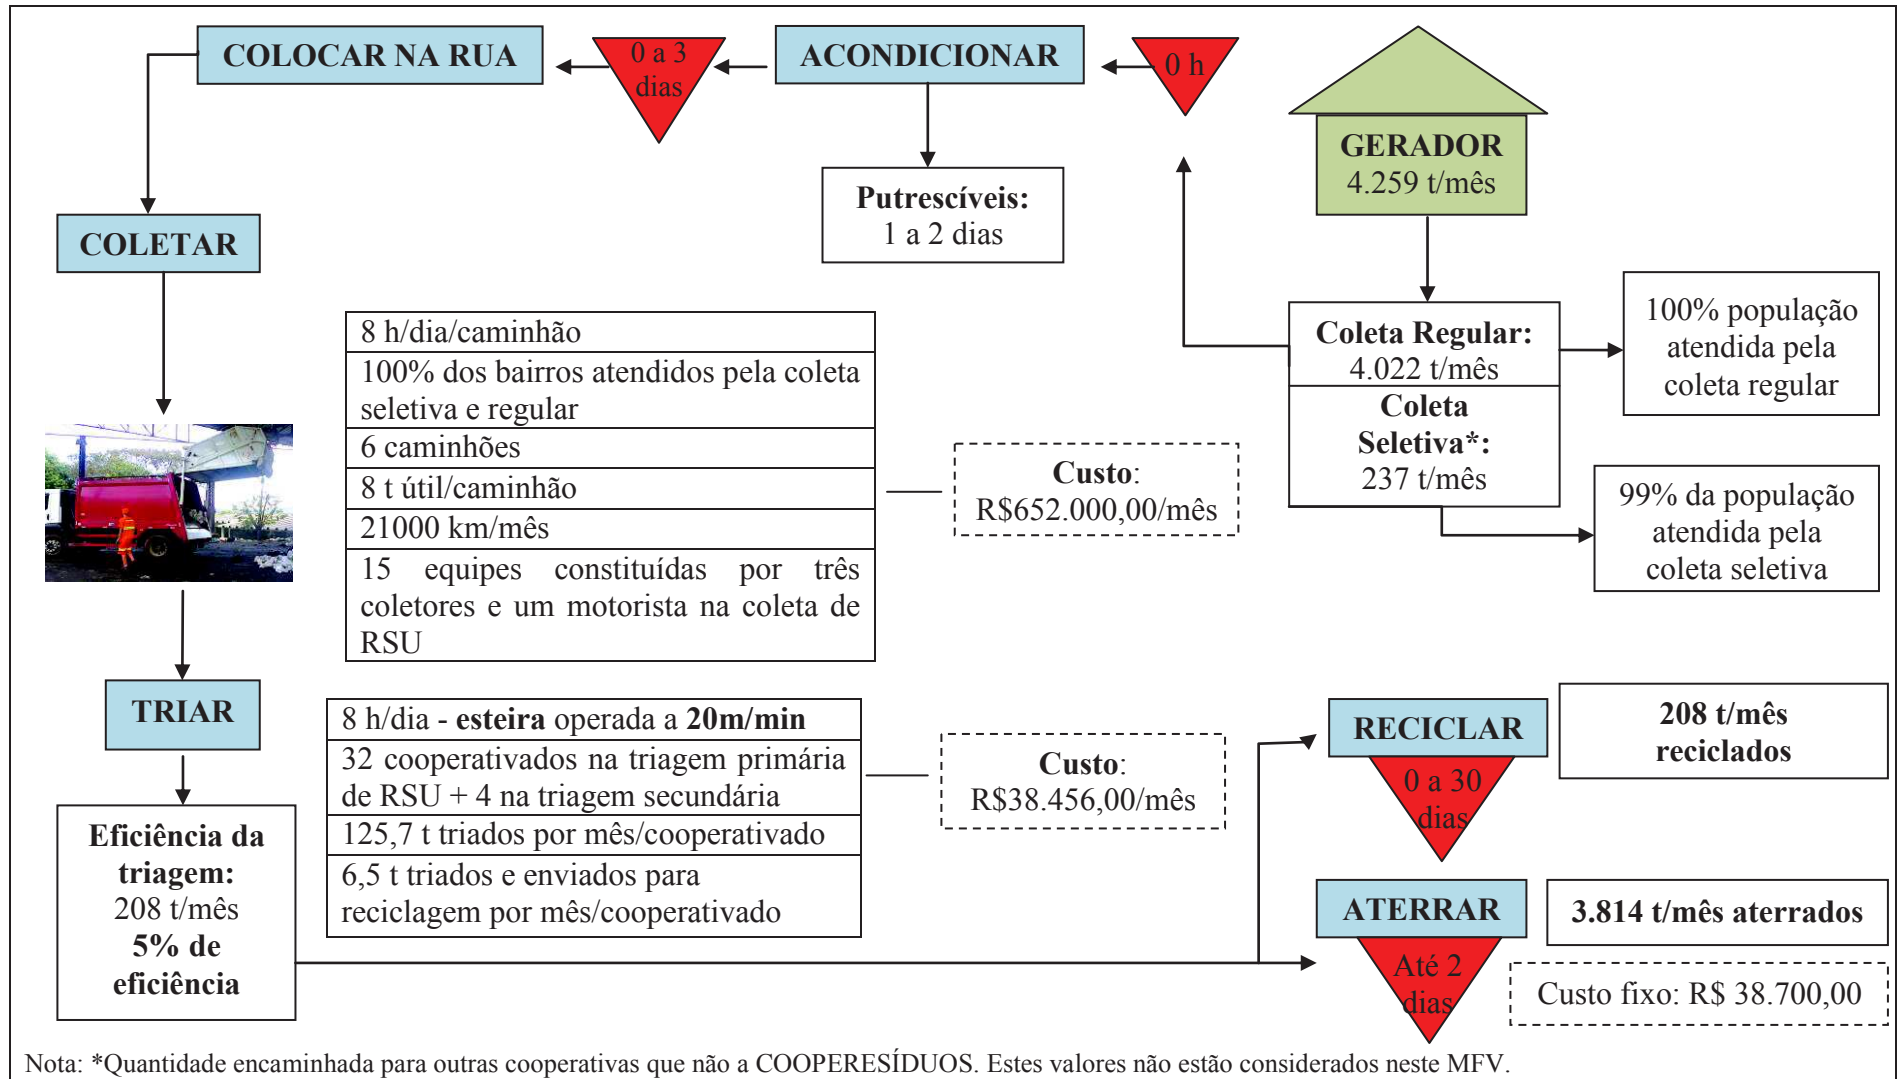 COLOCAR NA RUA
0 a 3
dias
ACONDICIONAR
0 h
GERADOR
4.259 t/mês
Putrescíveis:
1 a 2 dias
COLETAR
8 h/dia/caminhão
100% dos bairros atendidos pela coleta
seletiva e regular
6 caminhões
8 t útil/caminhão
21000 km/mês
15 equipes constituídas por três
coletores e um motorista na coleta de
RSU
Custo:
R$652.000,00/mês
Coleta Regular:
4.022 t/mês
Coleta
Seletiva*:
237 t/mês
100% população
atendida pela
coleta regular
99% da população
atendida pela
coleta seletiva
TRIAR
8 h/dia - esteira operada a 20m/min
32 cooperativados na triagem primária
de RSU + 4 na triagem secundária
125,7 t triados por mês/cooperativado
6,5 t triados e enviados para
reciclagem por mês/cooperativado
Custo:
R$38.456,00/mês
Eficiência da
triagem:
208 t/mês
5% de
eficiência
RECICLAR
0 a 30
dias
208 t/mês
reciclados
ATERRAR
Até 2
dias
3.814 t/mês aterrados
Custo fixo: R$ 38.700,00
Nota: *Quantidade encaminhada para outras cooperativas que não a COOPERESÍDUOS. Estes valores não estão considerados neste MFV.